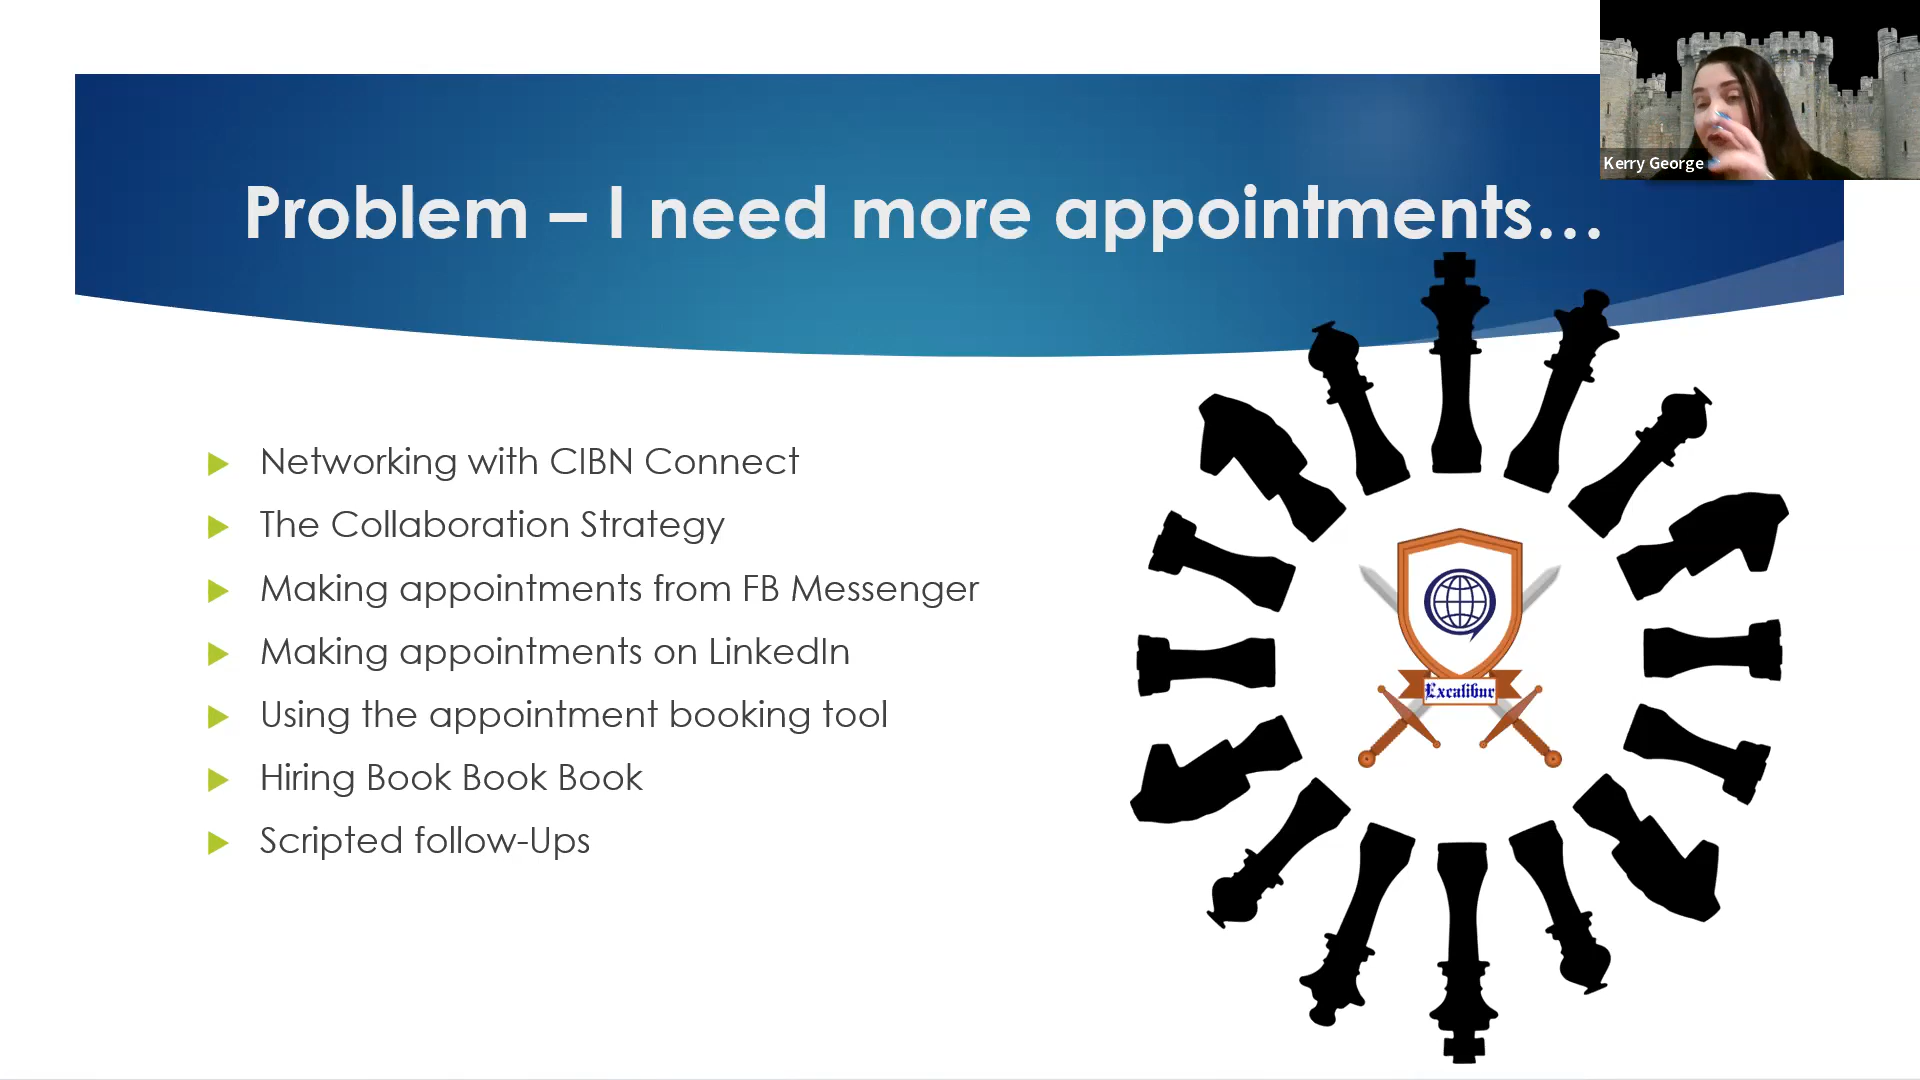 Kerry George
Problem – I need more appointments...
Networking with CIBN Connect
The Collaboration Strategy
Making appointments from FB Messenger
Making appointments on LinkedIn
Using the appointment booking tool
Hiring Book Book Book
Scripted follow-Ups
Excalibur